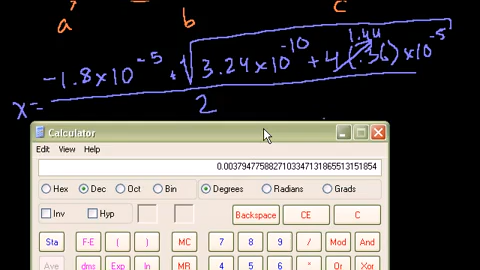 a b c
1.44
x = -1.8 x 10^-5 + √3.24 x 10^-10 + 4(.36) x 10^-5
2
Calculator
Edit View Help
0.0037947758827103347131865513151854
Hex Dec Oct Bin Degrees Radians Grads
Inv Hyp Backspace CE C
Sta F-E ( ) MC 7 8 9 / Mod And
Ave dms Exp ln MR 4 5 6 * Or Xor